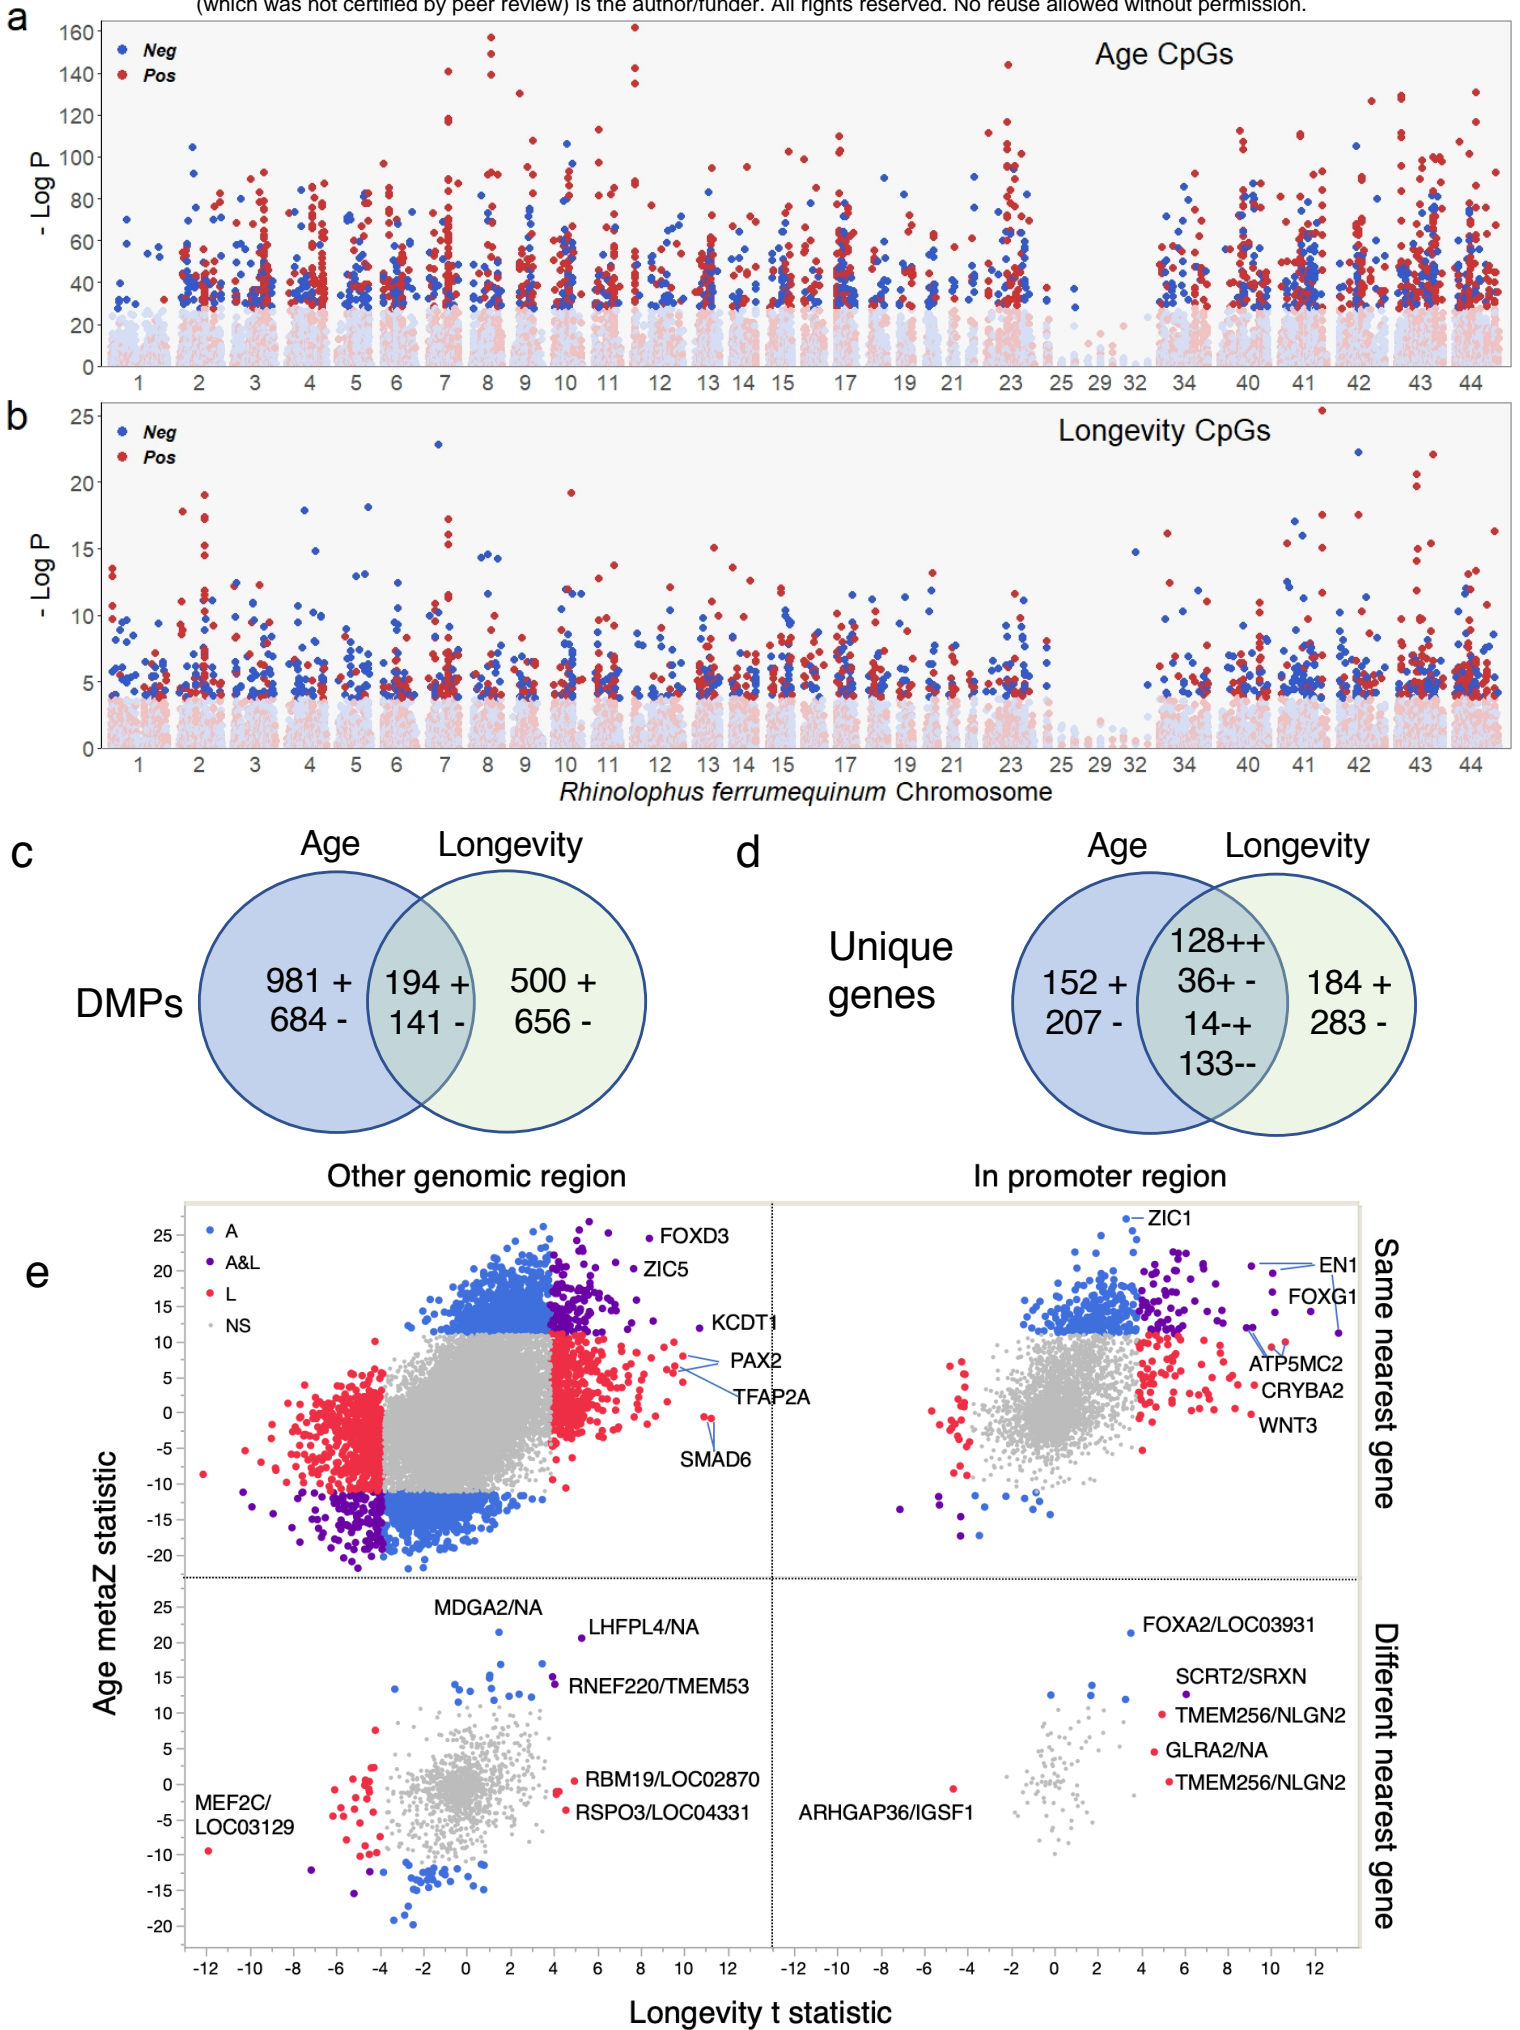 (which was not certified by peer review) is the author/funder. All rights reserved. No reuse allowed without permission.
a
Neg
Pos
Age CpGs
- Log P
160
140
120
100
80
60
40
20
0
1 2 3 4 5 6 7 8 9 10 11 12 13 14 15 17 19 21 23 25 29 32 34 40 41 42 43 44
b
Neg
Pos
Longevity CpGs
- Log P
25
20
15
10
5
0
1 2 3 4 5 6 7 8 9 10 11 12 13 14 15 17 19 21 23 25 29 32 34 40 41 42 43 44
Rhinolophus ferrumequinum Chromosome
c
Age Longevity
DMPs
981 + 194 + 500 +
684 - 141 - 656 -
d
Age Longevity
Unique
genes
128++
152 + 36+ - 184 +
207 - 14-+ 283 -
133--
Other genomic region In promoter region
e
A
A&L
L
NS
25
20
15
10
5
0
-5
-10
-15
-20
FOXD3
ZIC5
KCDT1
PAX2
TFAP2A
SMAD6
ZIC1
EN1
FOXG1
ATP5MC2
CRYBA2
WNT3
Same nearest gene
Age metaZ statistic
25
20
15
10
5
0
-5
-10
-15
-20
MDGA2/NA
LHFPL4/NA
RNEF220/TMEM53
RBM19/LOC02870
RSPO3/LOC04331
MEF2C/
LOC03129
FOXA2/LOC03931
SCRT2/SRXN
TMEM256/NLGN2
GLRA2/NA
TMEM256/NLGN2
ARHGAP36/IGSF1
Different nearest gene
-12 -10 -8 -6 -4 -2 0 2 4 6 8 10 12 -12 -10 -8 -6 -4 -2 0 2 4 6 8 10 12
Longevity t statistic